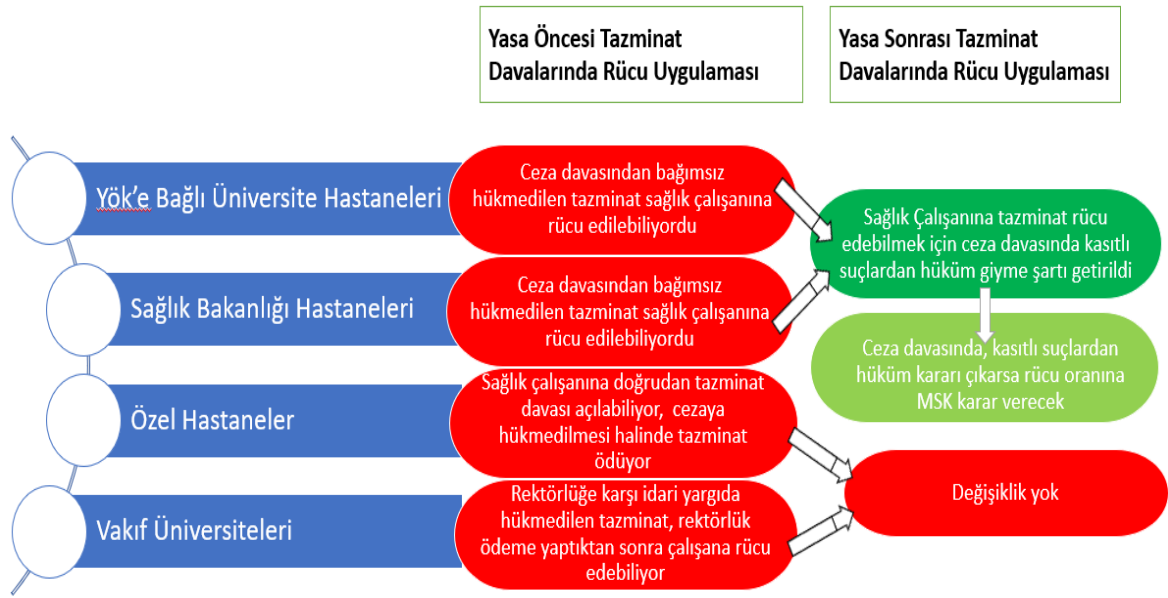 Yasa Öncesi Tazminat
Davalarında Rücu Uygulaması
Yasa Sonrası Tazminat
Davalarında Rücu Uygulaması
Yök’e Bağlı Üniversite Hastaneleri
Ceza davasından bağımsız
hükmedilen tazminat sağlık çalışanına
rücu edilebiliyordu
Sağlık Bakanlığı Hastaneleri
Ceza davasından bağımsız
hükmedilen tazminat sağlık çalışanına
rücu edilebiliyordu
Sağlık Çalışanına tazminat rücu
edebilmek için ceza davasında kasıtlı
suçlardan hüküm giyme şartı getirildi
Ceza davasında, kasıtlı suçlardan
hüküm kararı çıkarsa rücu oranına
MSK karar verecek
Özel Hastaneler
Sağlık çalışanına doğrudan tazminat
davası açılabiliyor, cezaya
hükmedilmesi halinde tazminat
ödüyor
Vakıf Üniversiteleri
Rektörlüğe karşı idari yargıda
hükmedilen tazminat, rektörlük
ödeme yaptıktan sonra çalışana rücu
edebiliyor
Değişiklik yok